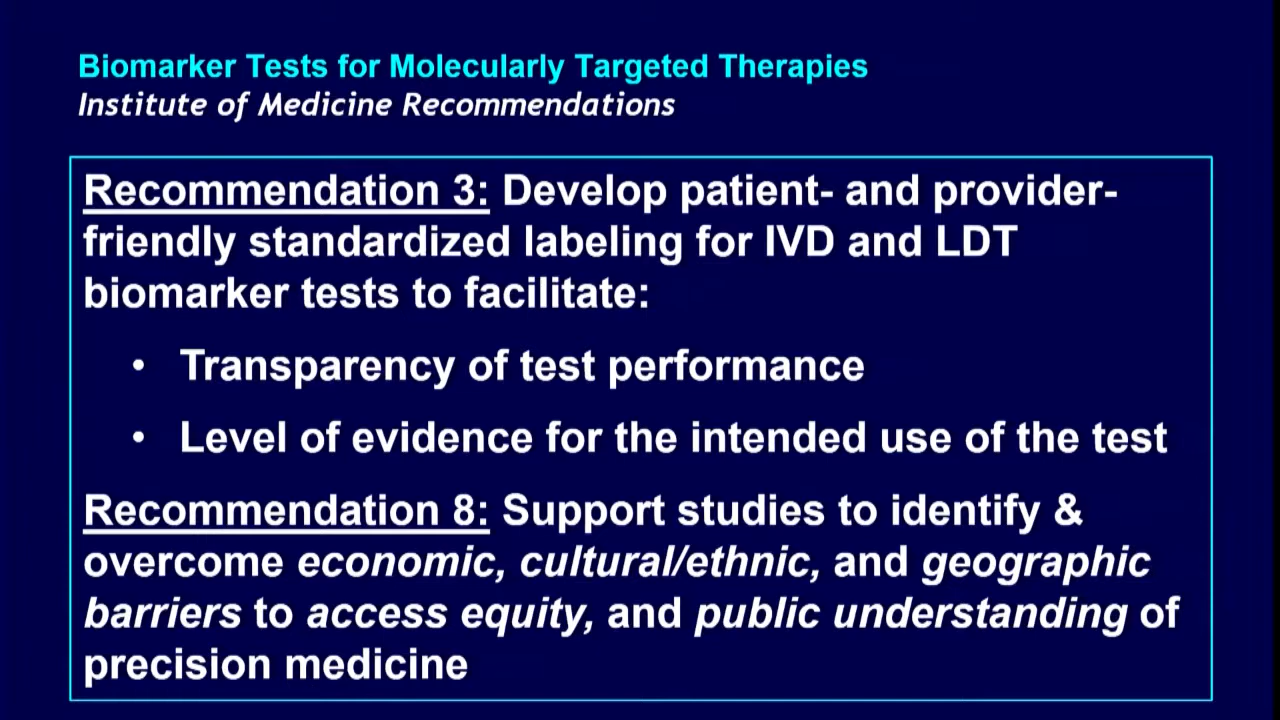 Biomarker Tests for Molecularly Targeted Therapies
Institute of Medicine Recommendations
Recommendation 3: Develop patient- and provider-
friendly standardized labeling for IVD and LDT
biomarker tests to facilitate:
• Transparency of test performance
• Level of evidence for the intended use of the test
Recommendation 8: Support studies to identify &
overcome economic, cultural/ethnic, and geographic
barriers to access equity, and public understanding of
precision medicine